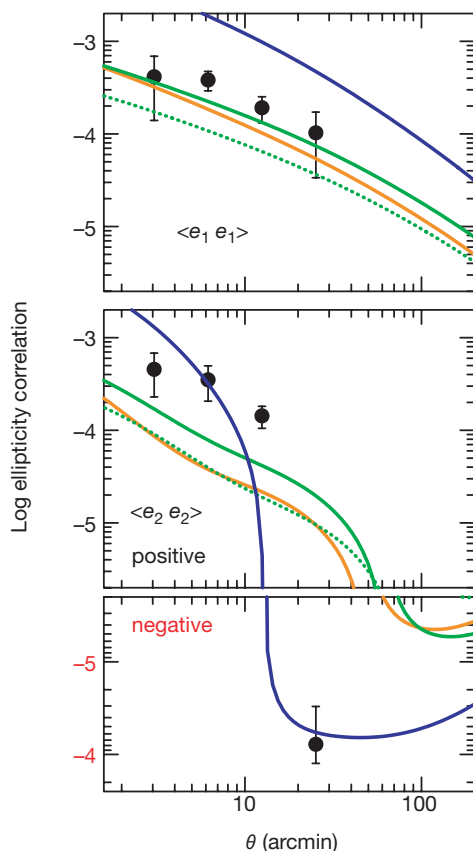 Log ellipticity correlation
−3
−4
−5
<e1 e1>
−3
−4
−5
<e2 e2>
positive
negative
−5
−4
10
100
θ (arcmin)